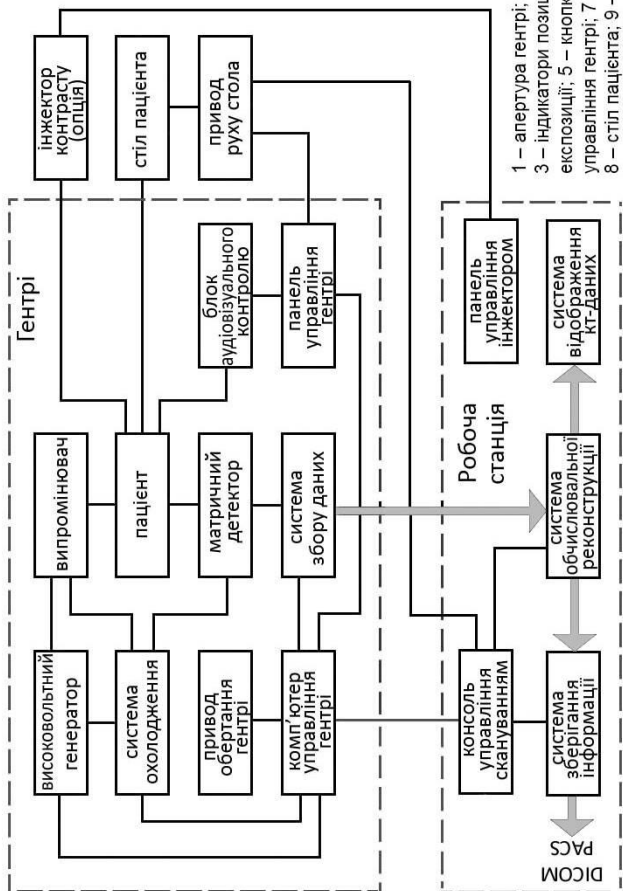 Гентрі
високовольтний
генератор
випромінювач
інжектор
контрасту
(опція)
система
охолодження
пацієнт
стіл пацієнта
привод
обертання
гентрі
матричний
детектор
блок
аудіовізуального
контролю
привод
руху стола
комп’ютер
управління
гентрі
система
збору даних
панель
управління
гентрі
Робоча
станція
консоль
управління
скануванням
панель
управління
інжектором
система
зберігання
інформації
система
обчислювальної
реконструкції
система
відображення
кт-даних
DICOM
PACS
1 – апертура гентрі;
3 – індикатори позиц
експозиції; 5 – кнопк
управління гентрі; 7
8 – стіл пацієнта; 9 –